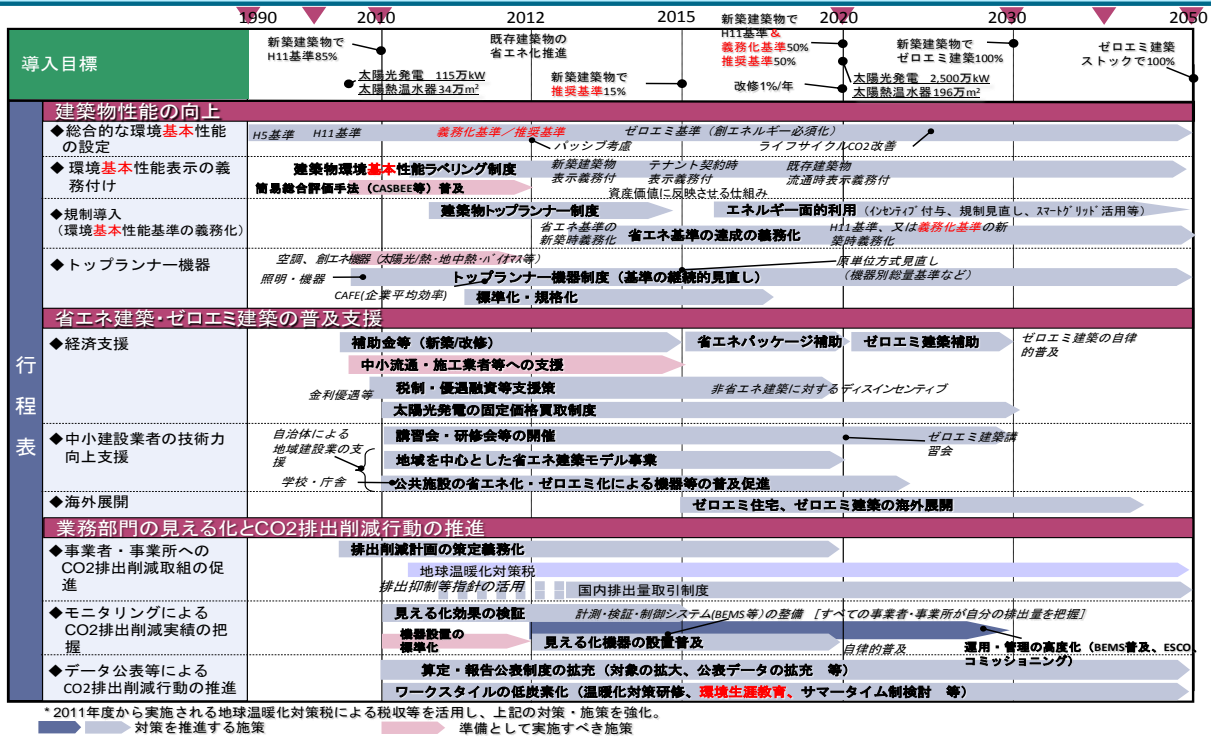 1990 2010 2012 2015 2020 2030 2050
導入目標
新築建築物で
H11基準85%
太陽光発電 115万kW
太陽熱温水器34万m²
既存建築物の
省エネ化推進
新築建築物で
推奨基準15%
新築建築物で
H11基準&
義務化基準50%
推奨基準50%
改修1%/年
太陽光発電 2,500万kW
太陽熱温水器196万m²
新築建築物で
ゼロエミ建築100%
ゼロエミ建築
ストックで100%
行程表
建築物性能の向上
◆総合的な環境基本性能
の設定
H5基準 H11基準 義務化基準/推奨基準 ゼロエミ基準(創エネルギー必須化)
パッシブ考慮 ライフサイクルCO2改善
◆環境基本性能表示の義
務付け
建築物環境基本性能ラベリング制度
簡易総合評価手法(CASBEE等)普及
新築建築物
表示義務付
テナント契約時
表示義務付
既存建築物
流通時表示義務付
資産価値に反映させる仕組み
◆規制導入
(環境基本性能基準の義務化)
建築物トップランナー制度
エネルギー面的利用(インセンティブ付与、規制見直し、スマートグリッド活用等)
省エネ基準の
新築時義務化
省エネ基準の達成の義務化
H11基準、又は義務化基準の新
築時義務化
◆トップランナー機器
空調、創エネ機器(太陽光/熱・地中熱・バイオマス等)
照明・機器
トップランナー機器制度(基準の継続的見直し)
原単位方式見直し
(機器別総量基準など)
CAFE(企業平均効率)
標準化・規格化
省エネ建築・ゼロエミ建築の普及支援
◆経済支援
補助金等(新築/改修)
省エネパッケージ補助
ゼロエミ建築補助
ゼロエミ建築の自律
的普及
中小流通・施工業者等への支援
金利優遇等
税制・優遇融資等支援策
非省エネ建築に対するディスインセンティブ
太陽光発電の固定価格買取制度
◆中小建設業者の技術力
向上支援
自治体による
地域建設業の支
援
学校・庁舎
講習会・研修会等の開催
ゼロエミ建築講
習会
地域を中心とした省エネ建築モデル事業
公共施設の省エネ化・ゼロエミ化による機器等の普及促進
◆海外展開
ゼロエミ住宅、ゼロエミ建築の海外展開
業務部門の見える化とCO2排出削減行動の推進
◆事業者・事業所への
CO2排出削減取組の促
進
排出削減計画の策定義務化
地球温暖化対策税
排出抑制等指針の活用
国内排出量取引制度
◆モニタリングによる
CO2排出削減実績の把
握
見える化効果の検証
計測・検証・制御システム(BEMS等)の整備 [すべての事業者・事業所が自分の排出量を把握]
機器設置の
標準化
見える化機器の設置普及
自律的普及
運用・管理の高度化(BEMS普及、ESCO、
コミッショニング)
◆データ公表等による
CO2排出削減行動の推進
算定・報告公表制度の拡充(対象の拡大、公表データの拡充 等)
ワークスタイルの低炭素化(温暖化対策研修、環境生涯教育、サマータイム制検討 等)
*2011年度から実施される地球温暖化対策税による税収等を活用し、上記の対策・施策を強化。
対策を推進する施策 準備として実施すべき施策